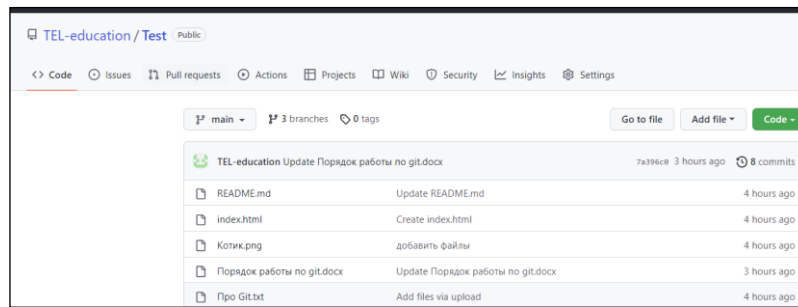 TEL-education / Test Public
Code Issues Pull requests Actions Projects Wiki Security Insights Settings
main 3 branches 0 tags Go to file Add file Code
TEL-education Update Порядок работы по git.docx 7a396c0 3 hours ago 8 commits
README.md Update README.md 4 hours ago
index.html Create index.html 4 hours ago
Котик.png добавить файлы 4 hours ago
Порядок работы по git.docx Update Порядок работы по git.docx 3 hours ago
Про Git.txt Add files via upload 4 hours ago